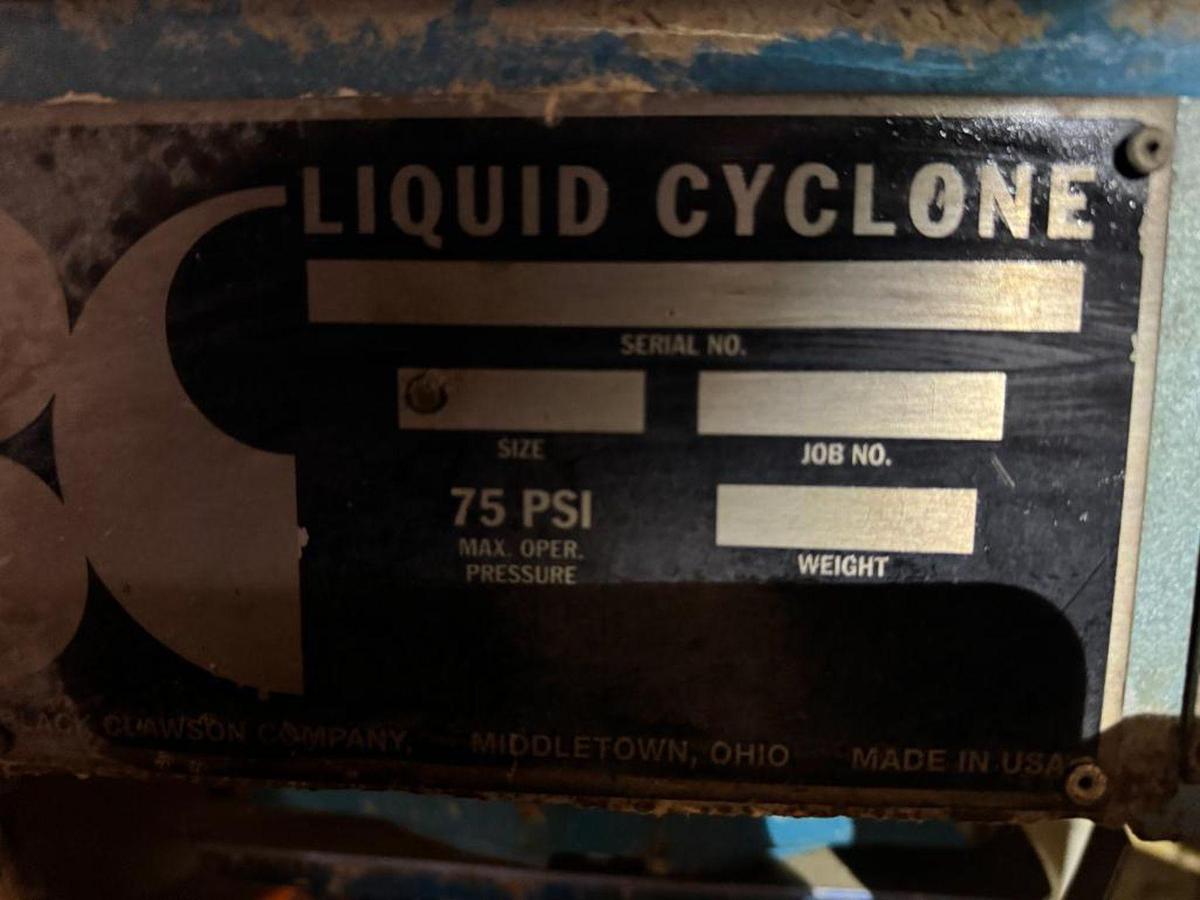 LIQUID CYCLONE
SERIAL NO.
SIZE
JOB NO.
75 PSI
MAX. OPER.
PRESSURE
WEIGHT
BLACK CLAWSON COMPANY, MIDDLETOWN, OHIO MADE IN USA